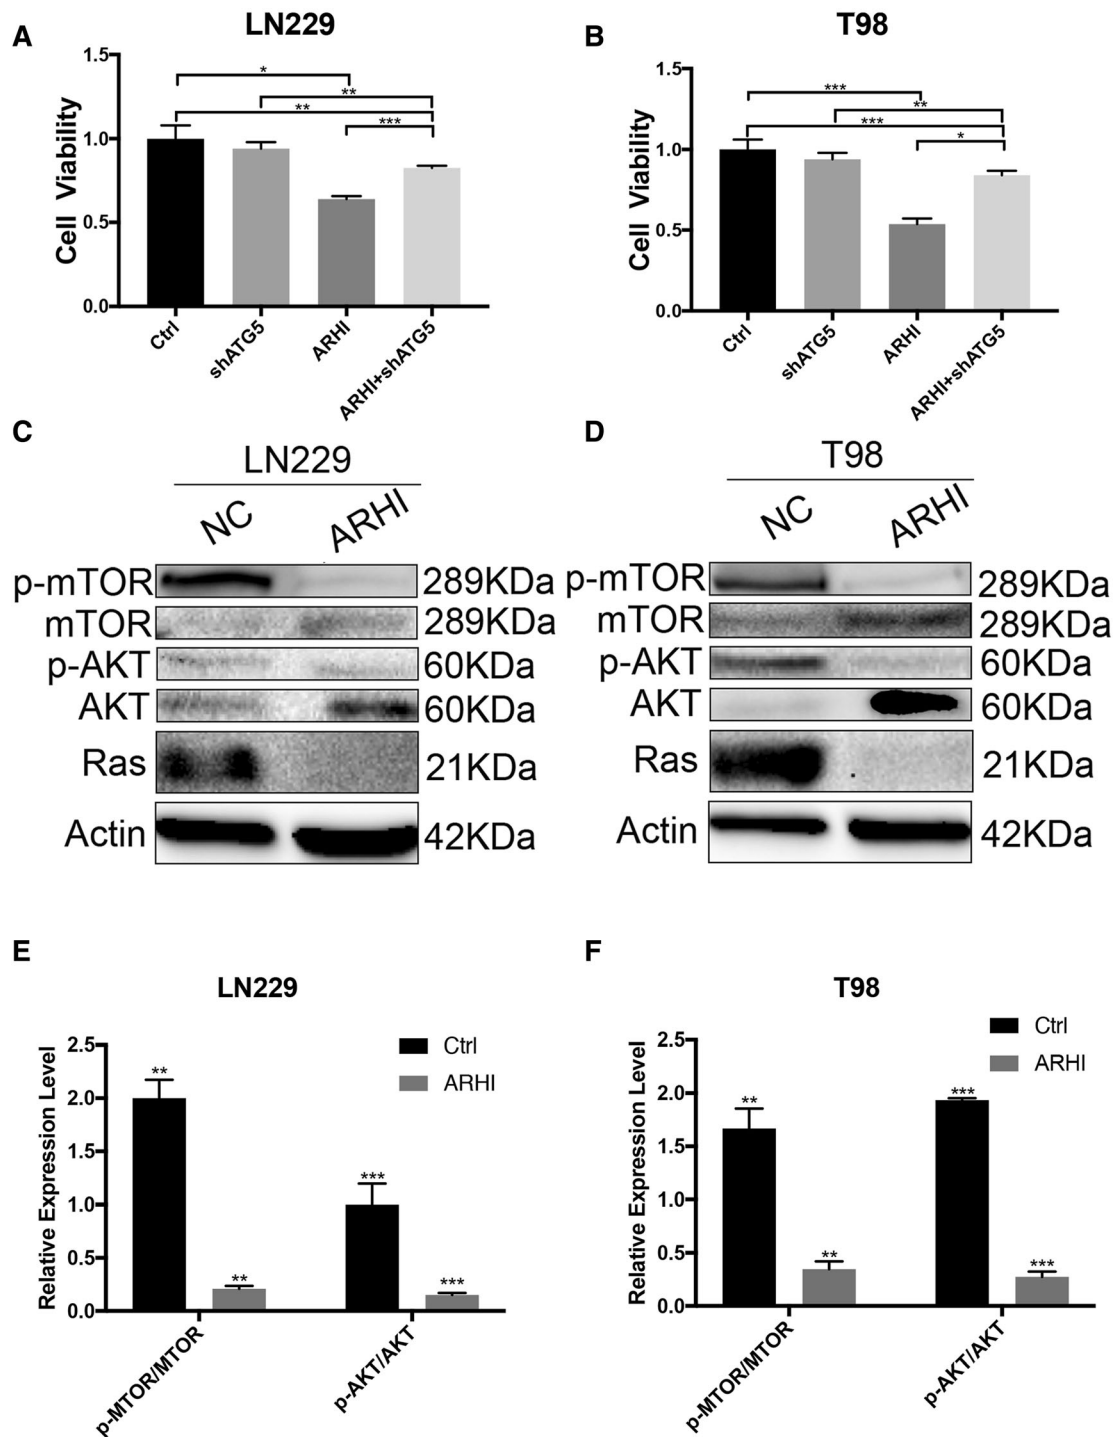 A
LN229
Cell Viability
1.5
1.0
0.5
0.0
*
**
**
***
Ctrl
shATG5
ARHI
ARHI+shATG5
B
T98
Cell Viability
1.5
1.0
0.5
0.0
***
**
***
*
Ctrl
shATG5
ARHI
ARHI+shATG5
C
LN229
NC ARHI
p-mTOR 289KDa
mTOR 289KDa
p-AKT 60KDa
AKT 60KDa
Ras 21KDa
Actin 42KDa
D
T98
NC ARHI
p-mTOR 289KDa
mTOR 289KDa
p-AKT 60KDa
AKT 60KDa
Ras 21KDa
Actin 42KDa
E
LN229
Relative Expression Level
2.5
2.0
1.5
1.0
0.5
0.0
Ctrl
ARHI
**
**
***
***
p-MTOR/MTOR
p-AKT/AKT
F
T98
Relative Expression Level
2.5
2.0
1.5
1.0
0.5
0.0
Ctrl
ARHI
**
**
***
***
p-MTOR/MTOR
p-AKT/AKT